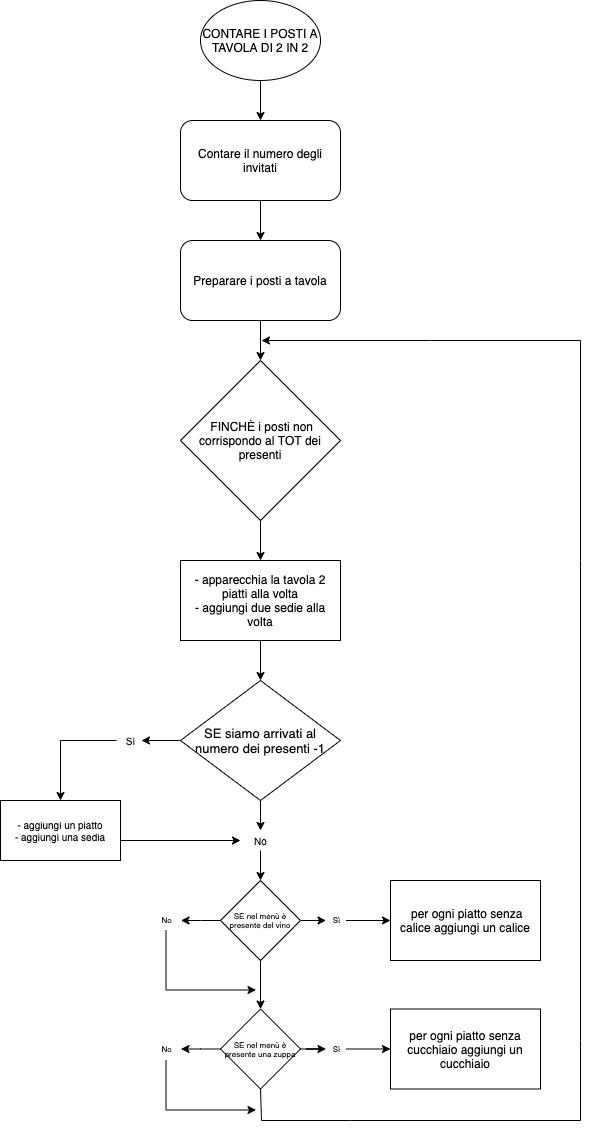 CONTARE I POSTI A
TAVOLA DI 2 IN 2
Contare il numero degli
invitati
Preparare i posti a tavola
FINCHÈ i posti non
corrispondo al TOT dei
presenti
- apparecchia la tavola 2
piatti alla volta
- aggiungi due sedie alla
volta
SE siamo arrivati al
numero dei presenti -1
Sì
- aggiungi un piatto
- aggiungi una sedia
No
SE nel menù è
presente del vino
No
Sì
per ogni piatto senza
calice aggiungi un calice
SE nel menù è
presente una zuppa
No
Sì
per ogni piatto senza
cucchiaio aggiungi un
cucchiaio